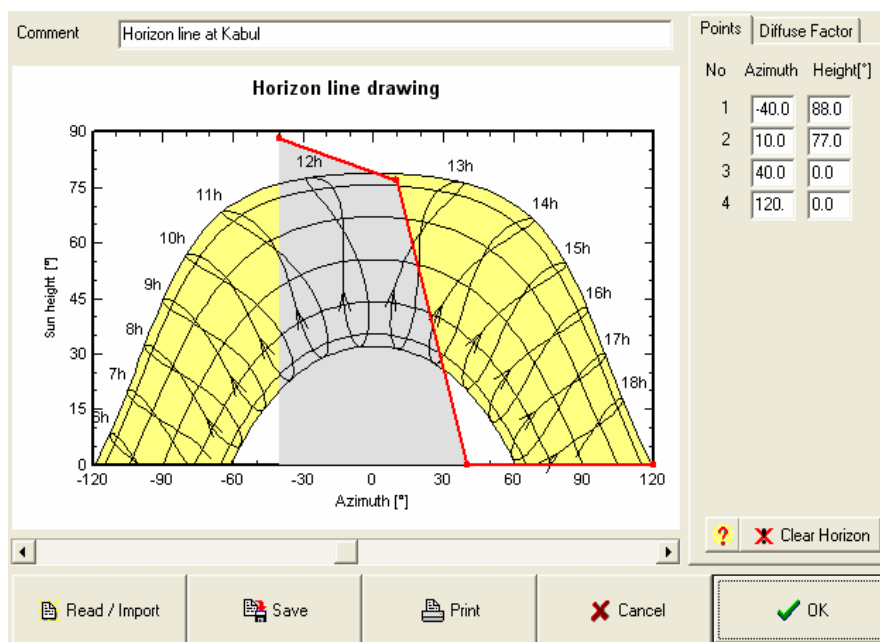 Comment Horizon line at Kabul
Points Diffuse Factor
No Azimuth Height[°]
1 -40.0 88.0
2 10.0 77.0
3 40.0 0.0
4 120. 0.0
Horizon line drawing
90
75
60
45
30
15
0
Sun height [°]
12h 13h
11h 14h
10h 15h
9h 16h
8h 17h
7h 18h
-120 -90 -60 -30 0 30 60 90 120
Azimuth [°]
? Clear Horizon
Read / Import Save Print Cancel OK